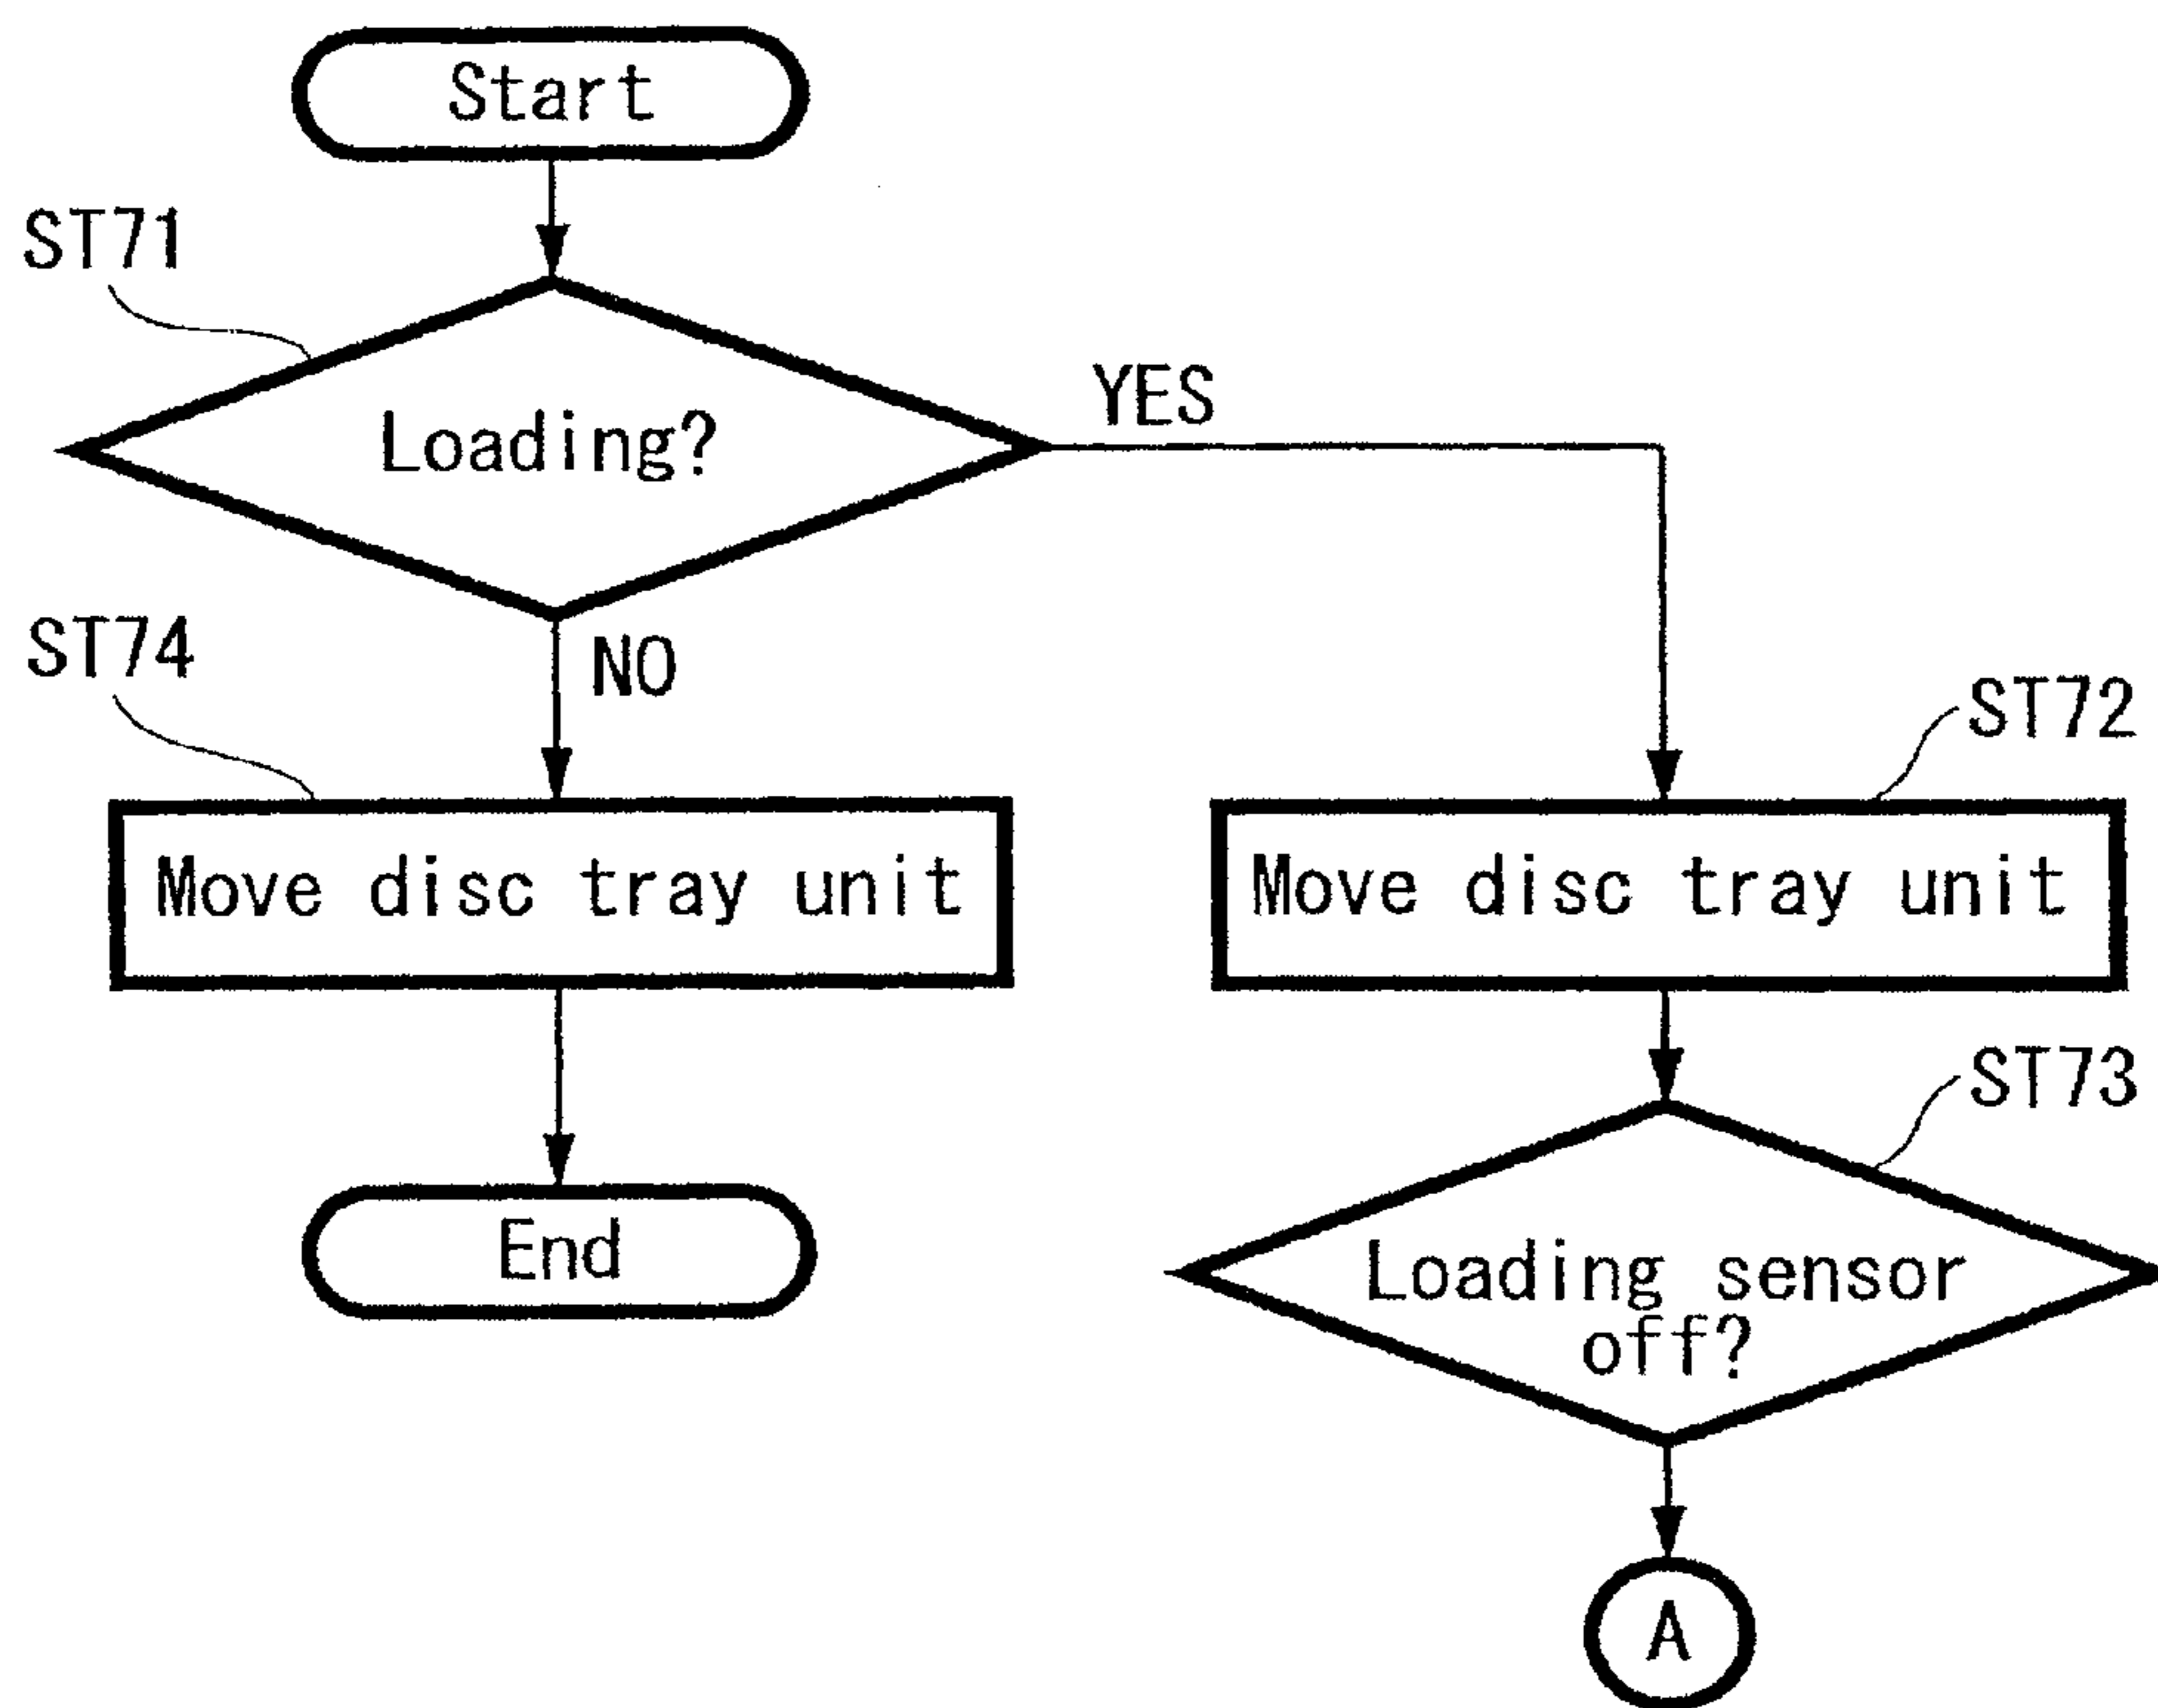 Start
ST71
Loading?
YES
NO
ST74
Move disc tray unit
End
ST72
Move disc tray unit
ST73
Loading sensor
off?
A